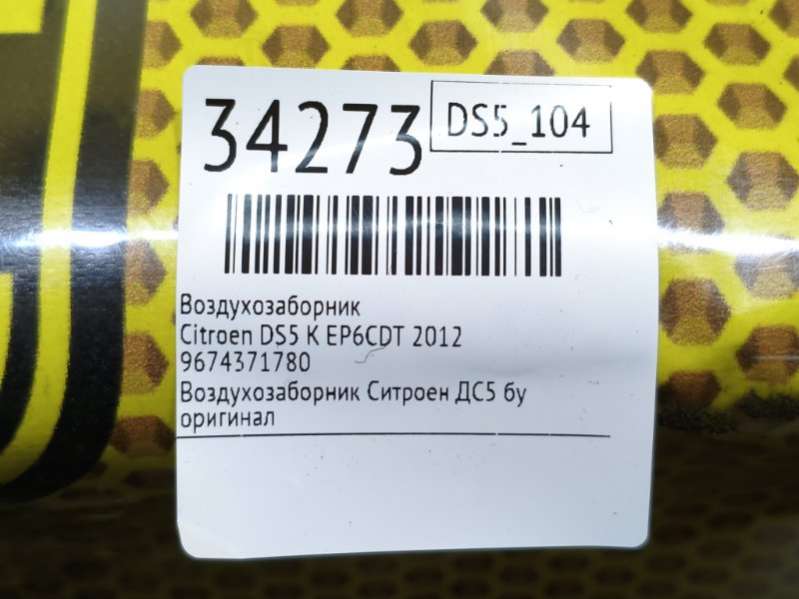 34273
DS5_104
Воздухозаборник
Citroen DS5 K EP6CDT 2012
9674371780
Воздухозаборник Ситроен ДС5 бу
оригинал